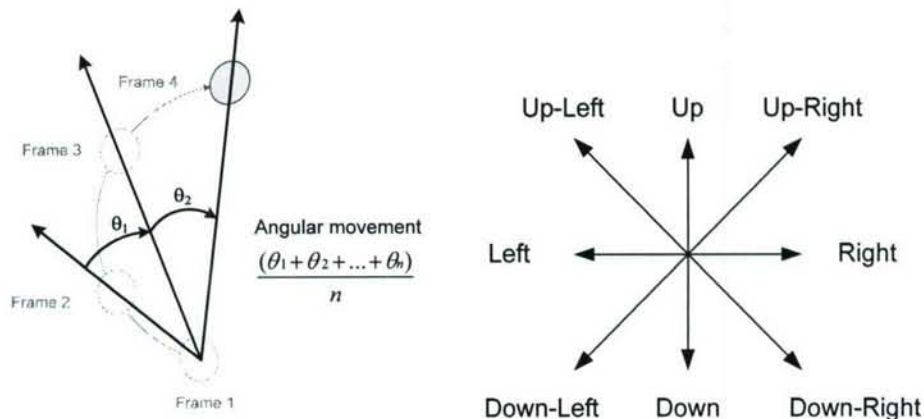 Frame 4
Frame 3
θ1
θ2
Frame 2
Frame 1
Angular movement
(θ1 + θ2 + ... + θn)
n
Up-Left Up Up-Right
Left Right
Down-Left Down Down-Right